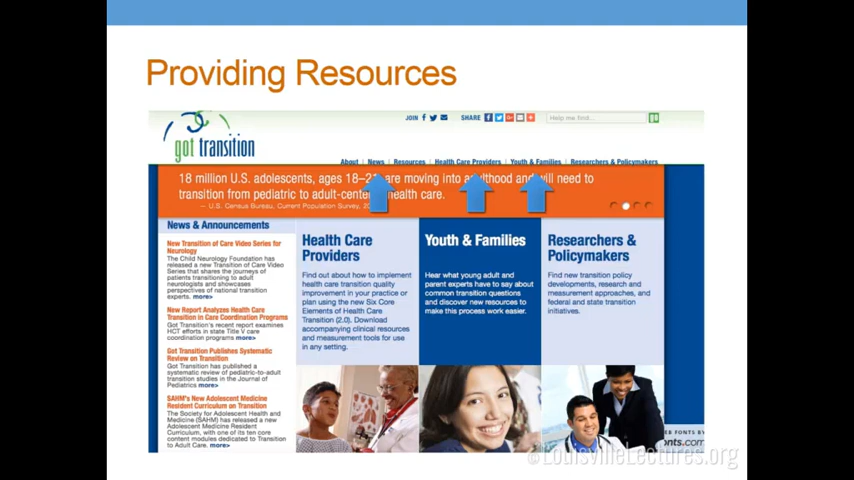 Providing Resources
got transition
JOIN
SHARE
Help me find...
About | News | Resources | Health Care Providers | Youth & Families | Researchers & Policymakers
18 million U.S. adolescents, ages 18–21 are moving into adulthood and will need to
transition from pediatric to adult-centered health care.
— U.S. Census Bureau, Current Population Survey,
News & Announcements
New Transition of Care Video Series for
Neurology
The Child Neurology Foundation has
released a new Transition of Care Video
Series that shares the journeys of
patients transitioning to adult
neurologists and showcases
perspectives of national transition
experts. more>
New Report Analyzes Health Care
Transition in Care Coordination Programs
Got Transition's recent report examines
HCT efforts in state Title V care
coordination programs more>
Got Transition Publishes Systematic
Review on Transition
Got Transition has published a
systematic review of pediatric-to-adult
transition studies in the Journal of
Pediatrics more>
SAHM's New Adolescent Medicine
Resident Curriculum on Transition
The Society for Adolescent Health and
Medicine (SAHM) has released a new
Adolescent Medicine Resident
Curriculum, with one of its ten core
content modules dedicated to Transition
to Adult Care. more>
Health Care
Providers
Find out about how to implement
health care transition quality
improvement in your practice or
plan using the new Six Core
Elements of Health Care
Transition (2.0). Download
accompanying clinical resources
and measurement tools for use
in any setting.
Youth & Families
Hear what young adult and
parent experts have to say about
common transition questions
and discover new resources to
make this process work easier.
Researchers &
Policymakers
Find new transition policy
developments, research and
measurement approaches, and
federal and state transition
initiatives.
EB FONTS BY
onts.com
©LouisvilleLectures.org